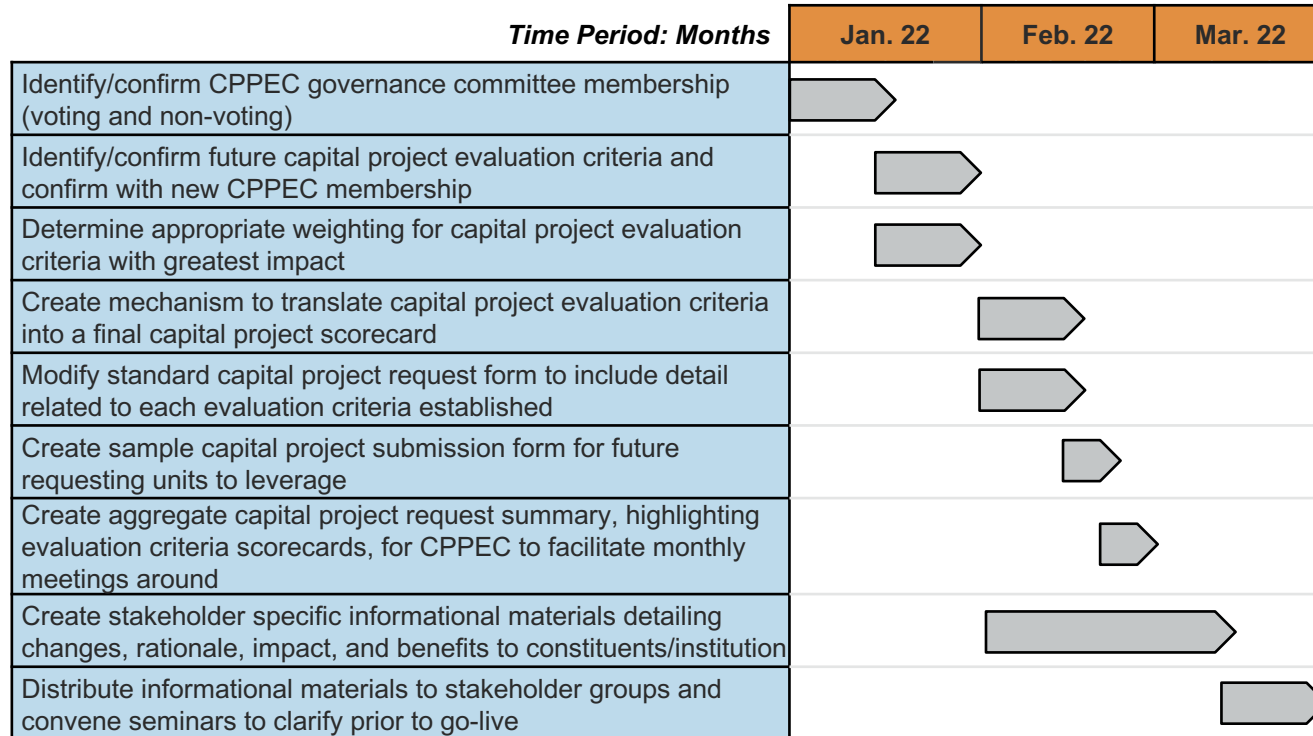 Time Period: Months
Jan. 22
Feb. 22
Mar. 22
Identify/confirm CPPEC governance committee membership
(voting and non-voting)
Identify/confirm future capital project evaluation criteria and
confirm with new CPPEC membership
Determine appropriate weighting for capital project evaluation
criteria with greatest impact
Create mechanism to translate capital project evaluation criteria
into a final capital project scorecard
Modify standard capital project request form to include detail
related to each evaluation criteria established
Create sample capital project submission form for future
requesting units to leverage
Create aggregate capital project request summary, highlighting
evaluation criteria scorecards, for CPPEC to facilitate monthly
meetings around
Create stakeholder specific informational materials detailing
changes, rationale, impact, and benefits to constituents/institution
Distribute informational materials to stakeholder groups and
convene seminars to clarify prior to go-live